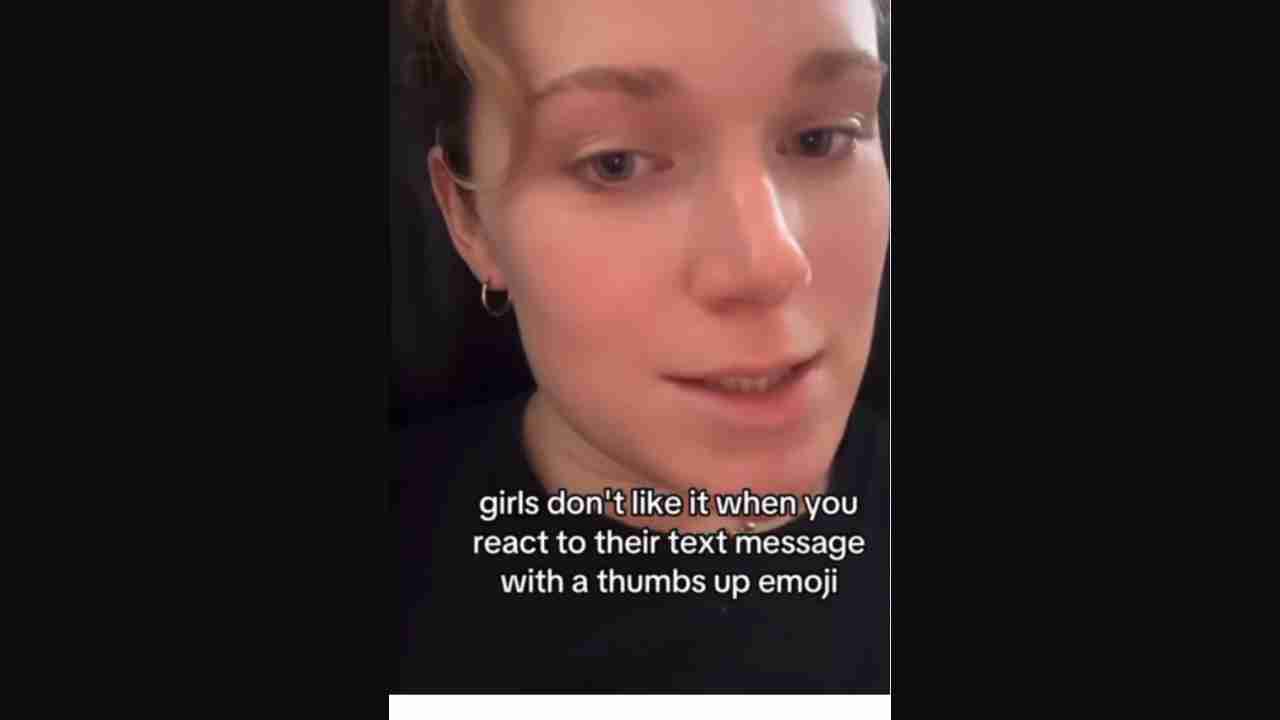 girls don't like it when you
react to their text message
with a thumbs up emoji